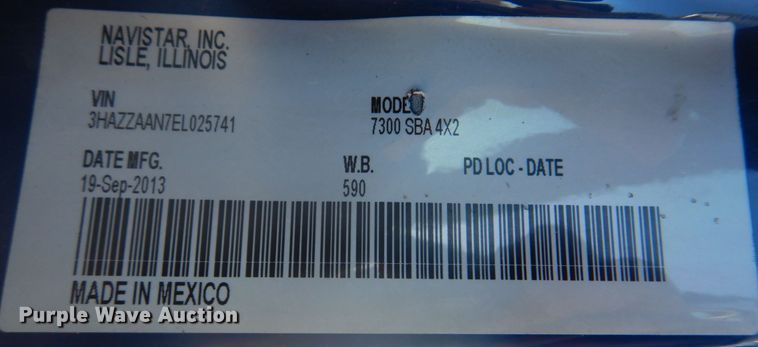 NAVISTAR, INC.
LISLE, ILLINOIS
VIN
3HAZZAAN7EL025741
MODEL
7300 SBA 4X2
DATE MFG.
19-Sep-2013
W.B.
590
PD LOC - DATE
MADE IN MEXICO
Purple Wave Auction